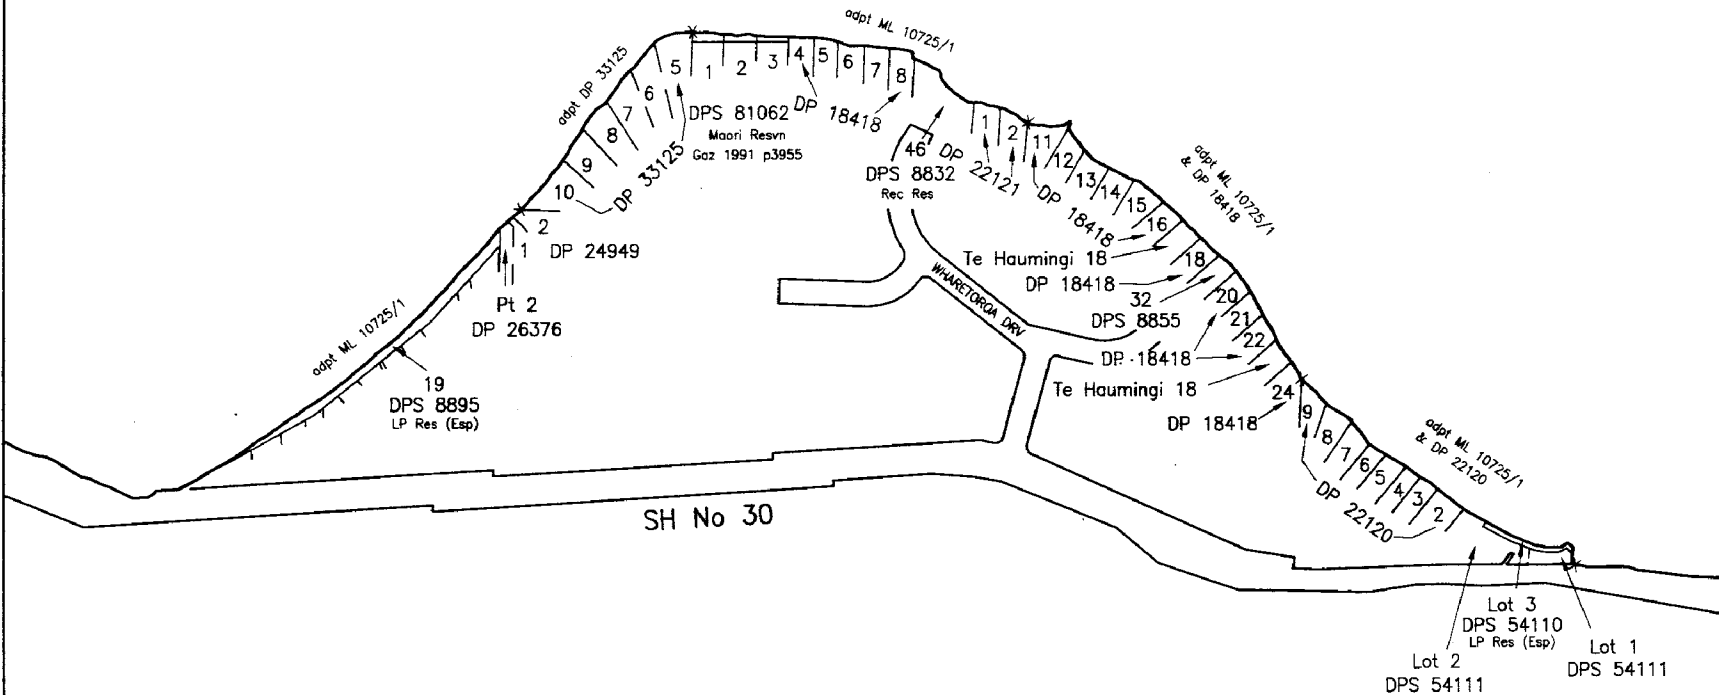 adpt ML 10725/1
adpt DP 33125
5
1
2
3
4
5
6
7
8
6
7
8
9
10
DP 33125
DPS 81062
Maori Resvn
Gaz 1991 p3955
DP 18418
46
DPS 8832
Rec Res
DP 22121
1
2
11
12
13
14
15
16
18
20
21
22
24
DP 18418
adpt ML 10725/1
& DP 18418
2
1
DP 24949
Pt 2
DP 26376
adpt ML 10725/1
19
DPS 8895
LP Res (Esp)
Te Haumingi 18
DP 18418
32
DPS 8855
DP 18418
Te Haumingi 18
DP 18418
WHARETOROA DRV
9
8
7
6
5
4
3
2
DP 22120
adpt ML 10725/1
& DP 22120
SH No 30
Lot 3
DPS 54110
LP Res (Esp)
Lot 1
DPS 54111
Lot 2
DPS 54111